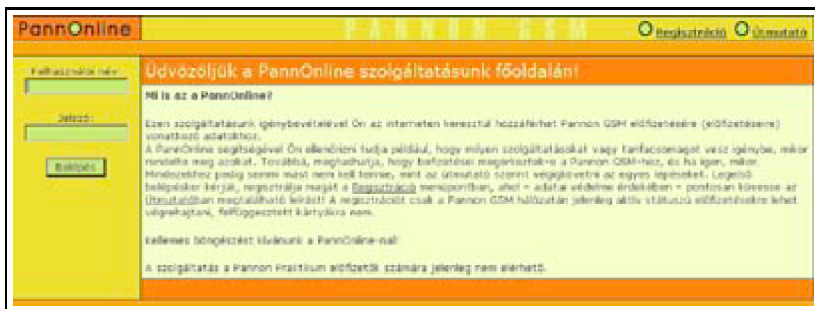 PannOnline
PANNON GSM
Regisztráció Útmutató
Felhasználói név:
Jelszó:
Belépés
Üdvözöljük a PannOnline szolgáltatásunk főoldalán!
Mi is az a PannOnline?
Ezen szolgáltatásunk igénybevételével Ön az interneten keresztül hozzáférhet Pannon GSM előfizetésére (előfizetéseire)
vonatkozó adatokhoz.
A PannOnline segítségével Ön ellenőrizni tudja például, hogy milyen szolgáltatásokat vagy tarifacsomagot vesz igénybe, mikor
rendelte meg azokat. Továbbá, megtudhatja, hogy befizetései megérkeztek-e a Pannon GSM-hez, és ha igen, mikor.
Mindezekhez pedig semmi mást nem kell tennie, mint az útmutató szerint végigkövetni az egyes lépéseket. Legelső
belépéskor kérjük, regisztrálja magát a Regisztráció menüpontban, ahol - adatai védelme érdekében - pontosan kövesse az
Útmutatóban megtalálható leírást! A regisztrációt csak a Pannon GSM hálózatán jelenleg aktív státuszú előfizetésekre lehet
végrehajtani, felfüggesztett kártyákra nem.
Kellemes böngészést kívánunk a PannOnline-nal!
A szolgáltatás a Pannon Praktikum előfizetők számára jelenleg nem elérhető.